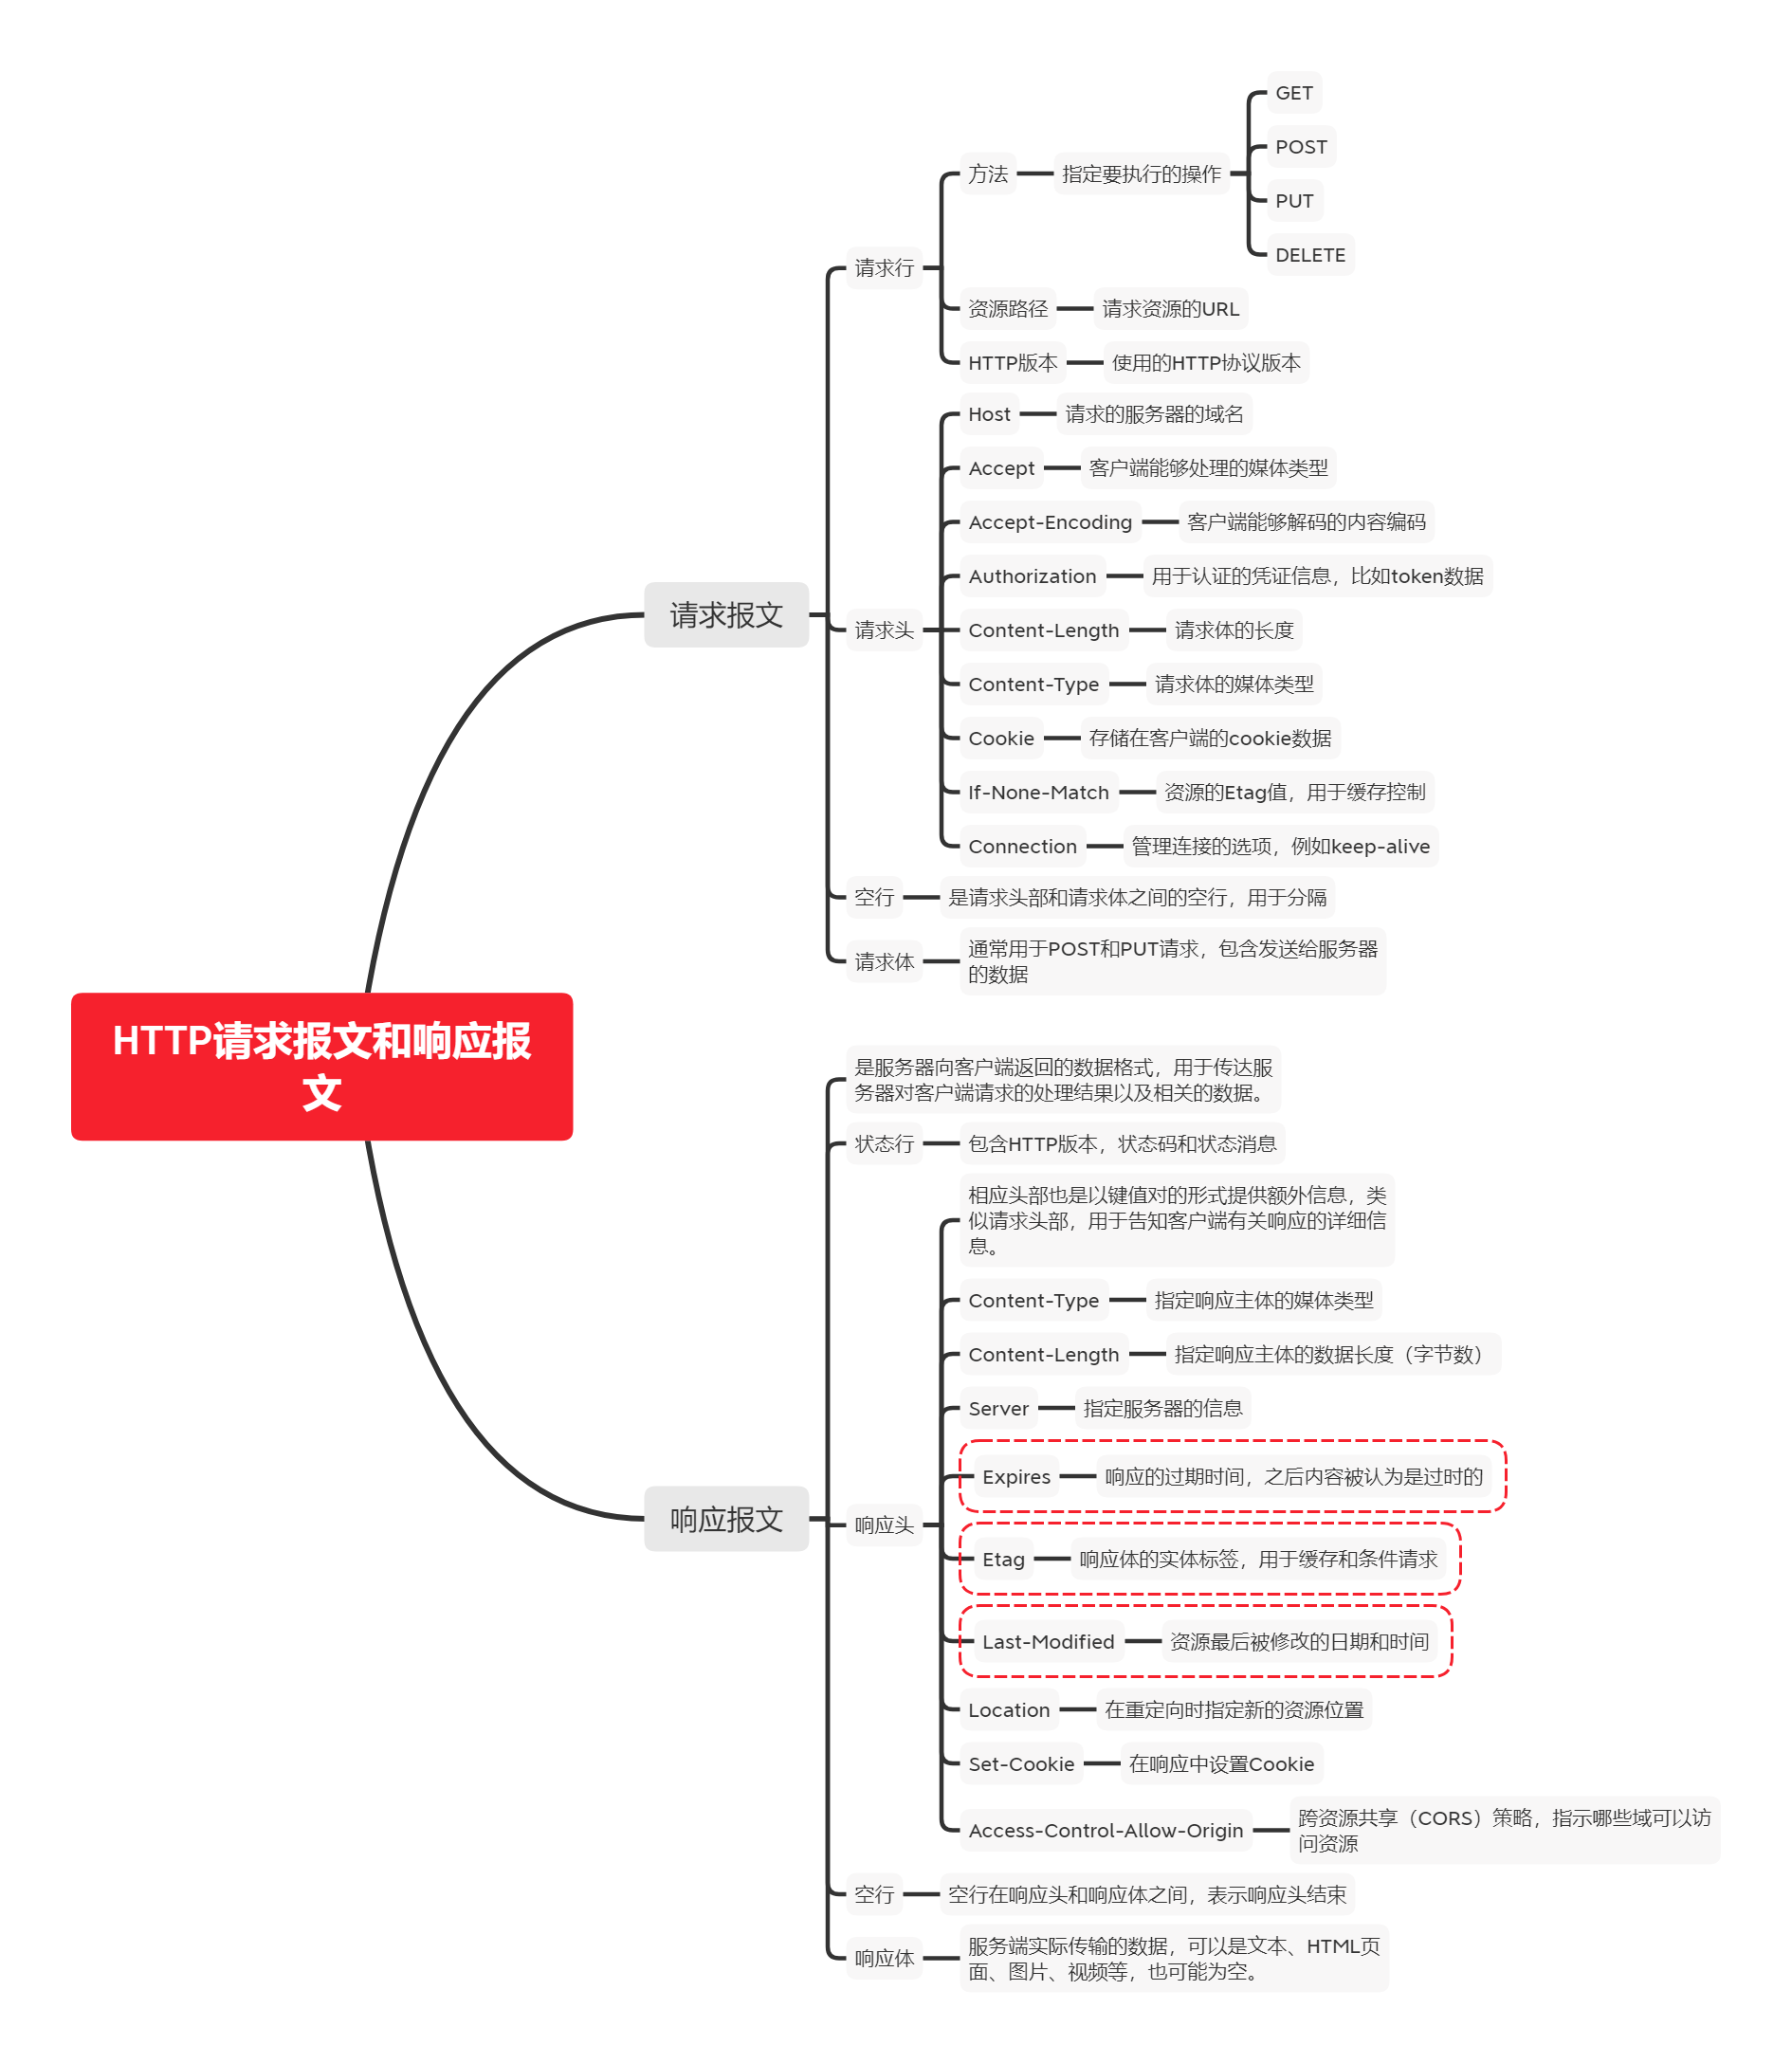 HTTP请求报文和响应报
文
请求报文
请求行
方法
指定要执行的操作
GET
POST
PUT
DELETE
资源路径
请求资源的URL
HTTP版本
使用的HTTP协议版本
请求头
Host
请求的服务器的域名
Accept
客户端能够处理的媒体类型
Accept-Encoding
客户端能够解码的内容编码
Authorization
用于认证的凭证信息，比如token数据
Content-Length
请求体的长度
Content-Type
请求体的媒体类型
Cookie
存储在客户端的cookie数据
If-None-Match
资源的Etag值，用于缓存控制
Connection
管理连接的选项，例如keep-alive
空行
是请求头部和请求体之间的空行，用于分隔
请求体
通常用于POST和PUT请求，包含发送给服务器
的数据
响应报文
是服务器向客户端返回的数据格式，用于传达服
务器对客户端请求的处理结果以及相关的数据。
状态行
包含HTTP版本，状态码和状态消息
响应头
相应头部也是以键值对的形式提供额外信息，类
似请求头部，用于告知客户端有关响应的详细信
息。
Content-Type
指定响应主体的媒体类型
Content-Length
指定响应主体的数据长度（字节数）
Server
指定服务器的信息
Expires
响应的过期时间，之后内容被认为是过时的
Etag
响应体的实体标签，用于缓存和条件请求
Last-Modified
资源最后被修改的日期和时间
Location
在重定向时指定新的资源位置
Set-Cookie
在响应中设置Cookie
Access-Control-Allow-Origin
跨资源共享（CORS）策略，指示哪些域可以访
问资源
空行
空行在响应头和响应体之间，表示响应头结束
响应体
服务端实际传输的数据，可以是文本、HTML页
面、图片、视频等，也可能为空。